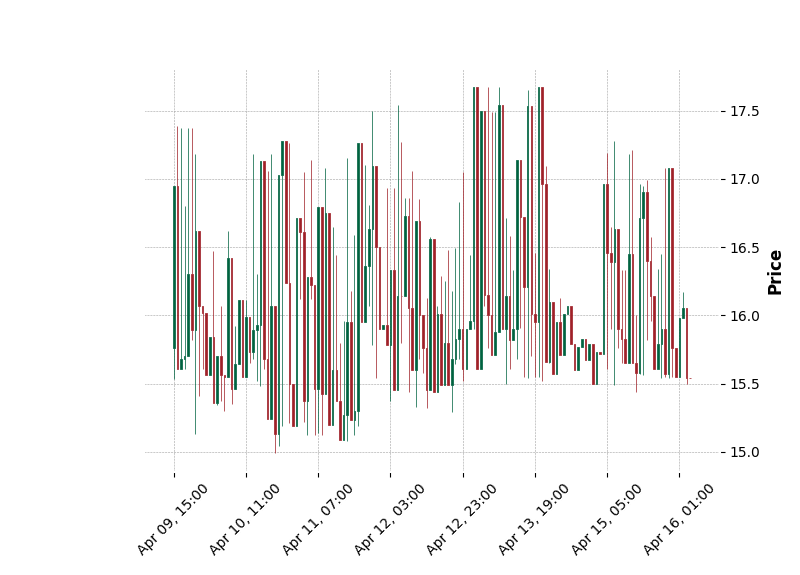 17.5
17.0
16.5
16.0
15.5
15.0
Price
Apr 09, 15:00
Apr 10, 11:00
Apr 11, 07:00
Apr 12, 03:00
Apr 12, 23:00
Apr 13, 19:00
Apr 15, 05:00
Apr 16, 01:00